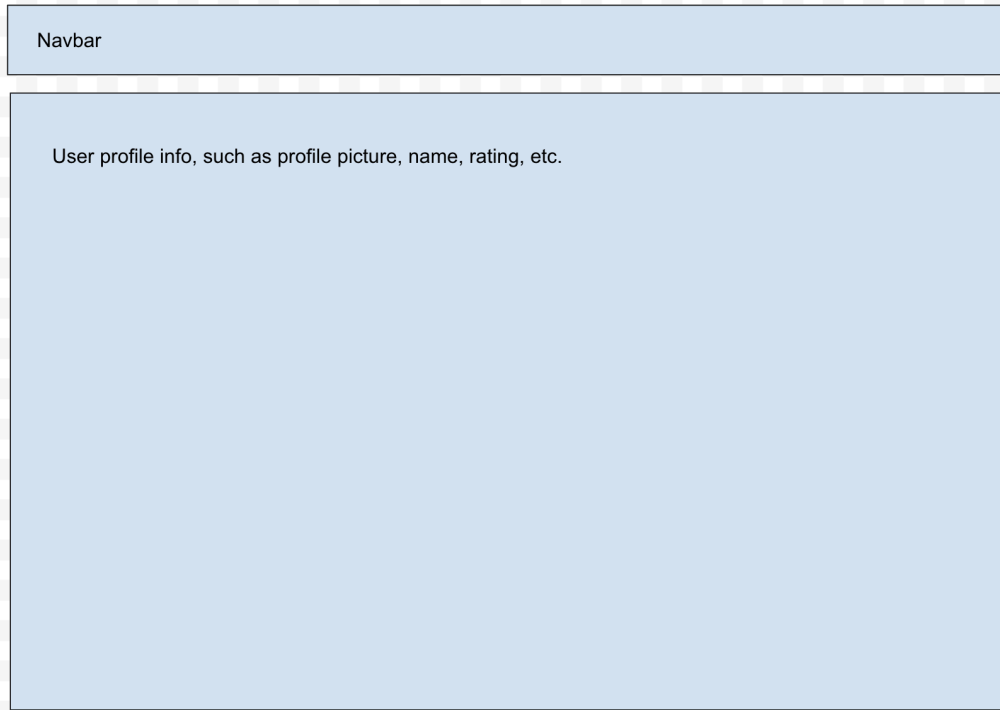 Navbar
User profile info, such as profile picture, name, rating, etc.